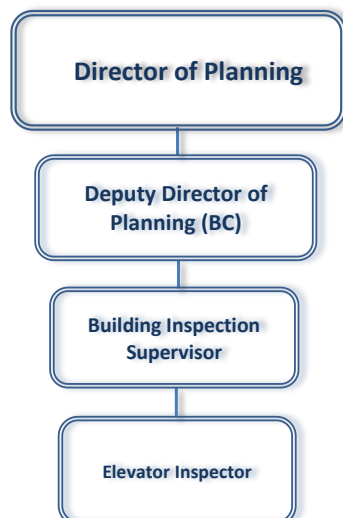 Director of Planning
Deputy Director of
Planning (BC)
Building Inspection
Supervisor
Elevator Inspector